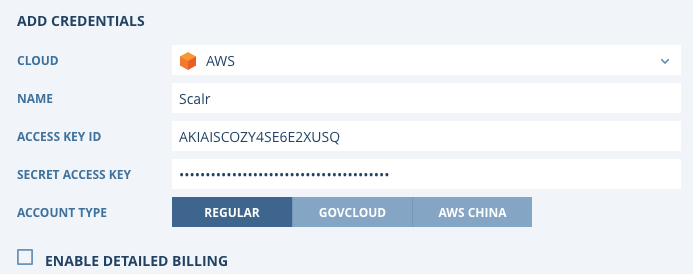 ADD CREDENTIALS
CLOUD AWS
NAME Scalr
ACCESS KEY ID AKIAISCOZY4SE6E2XUSQ
SECRET ACCESS KEY ••••••••••••••••••••••••••••••••••••••••
ACCOUNT TYPE REGULAR GOVCLOUD AWS CHINA
ENABLE DETAILED BILLING